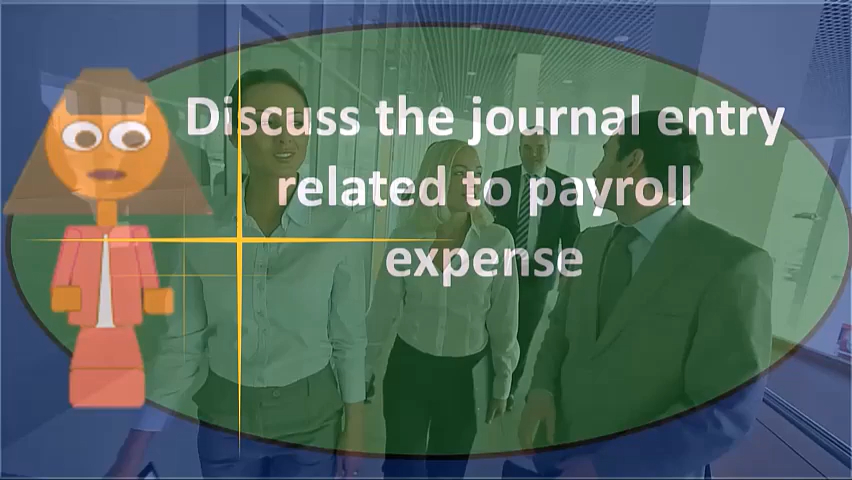 Discuss the journal entry
related to payroll
expense